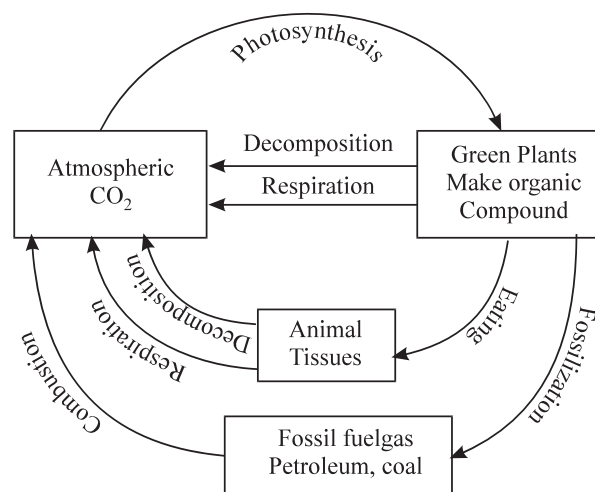 Photosynthesis
Atmospheric
CO₂
Decomposition
Respiration
Green Plants
Make organic
Compound
Decomposition
Respiration
Combustion
Animal
Tissues
Eating
Fossilization
Fossil fuelgas
Petroleum, coal